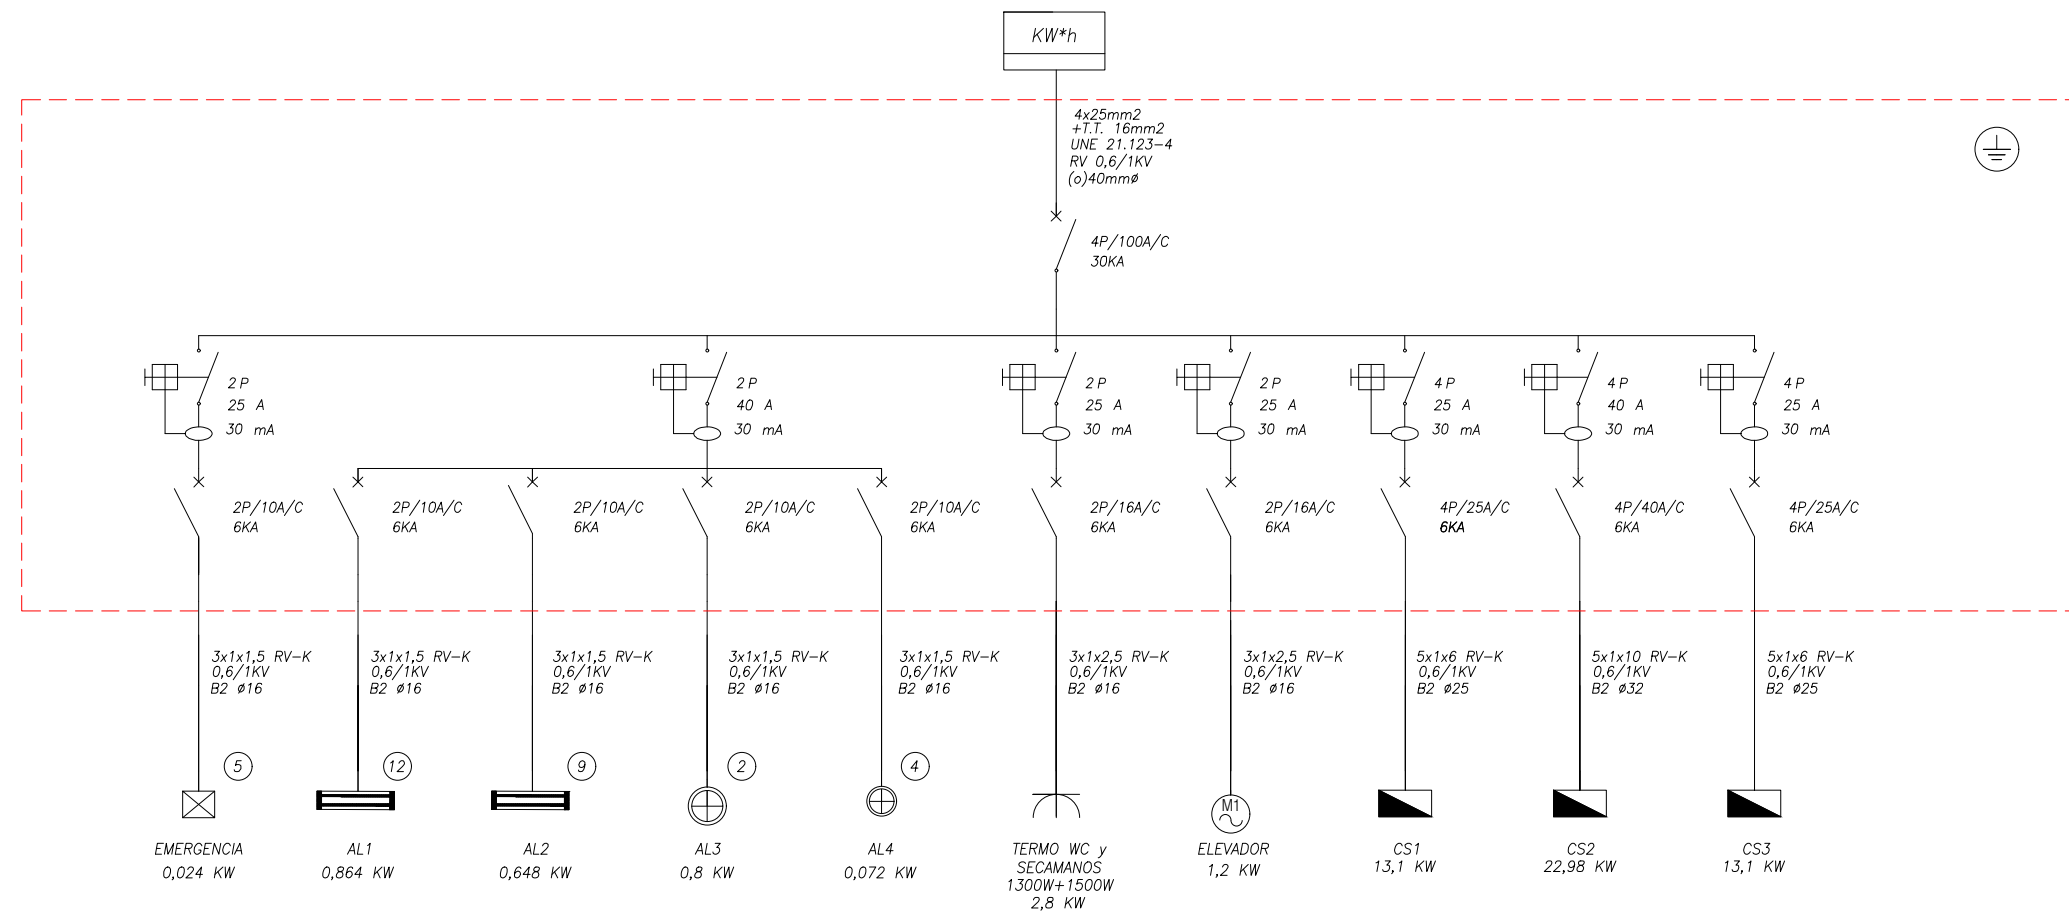 KW*h
4x25mm2
+T.T. 16mm2
UNE 21.123-4
RV 0,6/1KV
(o)40mmø
4P/100A/C
30KA
2P
25 A
30 mA
2P
40 A
30 mA
2P
25 A
30 mA
2P
25 A
30 mA
4P
25 A
30 mA
4P
40 A
30 mA
4P
25 A
30 mA
2P/10A/C
6KA
2P/10A/C
6KA
2P/10A/C
6KA
2P/10A/C
6KA
2P/10A/C
6KA
2P/16A/C
6KA
2P/16A/C
6KA
4P/25A/C
6KA
4P/40A/C
6KA
4P/25A/C
6KA
3x1x1,5 RV-K
0,6/1KV
B2 ø16
3x1x1,5 RV-K
0,6/1KV
B2 ø16
3x1x1,5 RV-K
0,6/1KV
B2 ø16
3x1x1,5 RV-K
0,6/1KV
B2 ø16
3x1x1,5 RV-K
0,6/1KV
B2 ø16
3x1x2,5 RV-K
0,6/1KV
B2 ø16
3x1x2,5 RV-K
0,6/1KV
B2 ø16
5x1x6 RV-K
0,6/1KV
B2 ø25
5x1x10 RV-K
0,6/1KV
B2 ø32
5x1x6 RV-K
0,6/1KV
B2 ø25
5
12
9
2
4
M1
EMERGENCIA
0,024 KW
AL1
0,864 KW
AL2
0,648 KW
AL3
0,8 KW
AL4
0,072 KW
TERMO WC y
SECAMANOS
1300W+1500W
2,8 KW
ELEVADOR
1,2 KW
CS1
13,1 KW
CS2
22,98 KW
CS3
13,1 KW